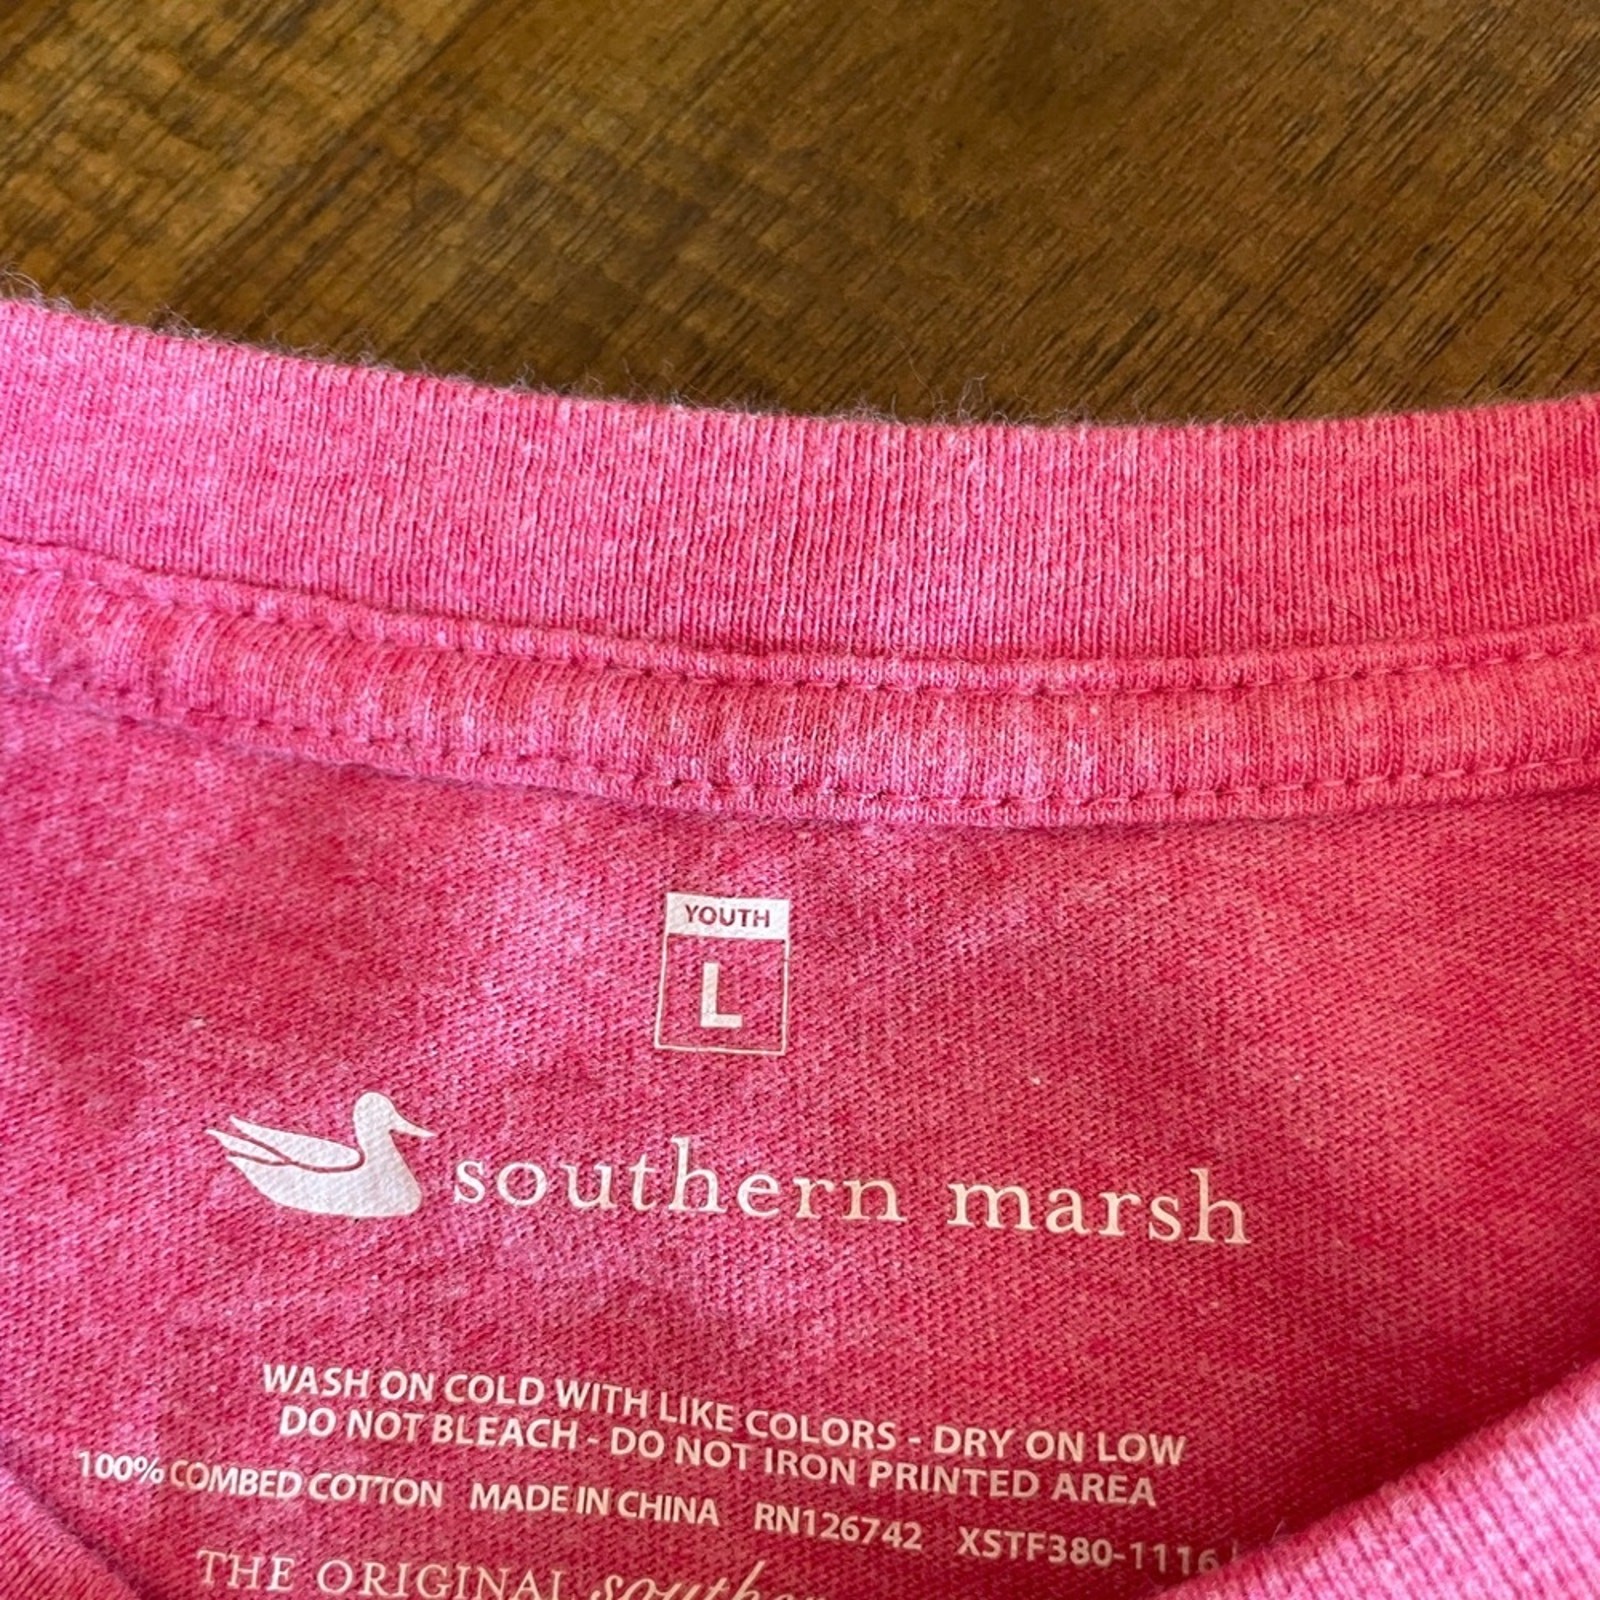 YOUTH
L
southern marsh
WASH ON COLD WITH LIKE COLORS - DRY ON LOW
DO NOT BLEACH - DO NOT IRON PRINTED AREA
100% COMBED COTTON MADE IN CHINA RN126742 XSTF380-1116
THE ORIGINAL